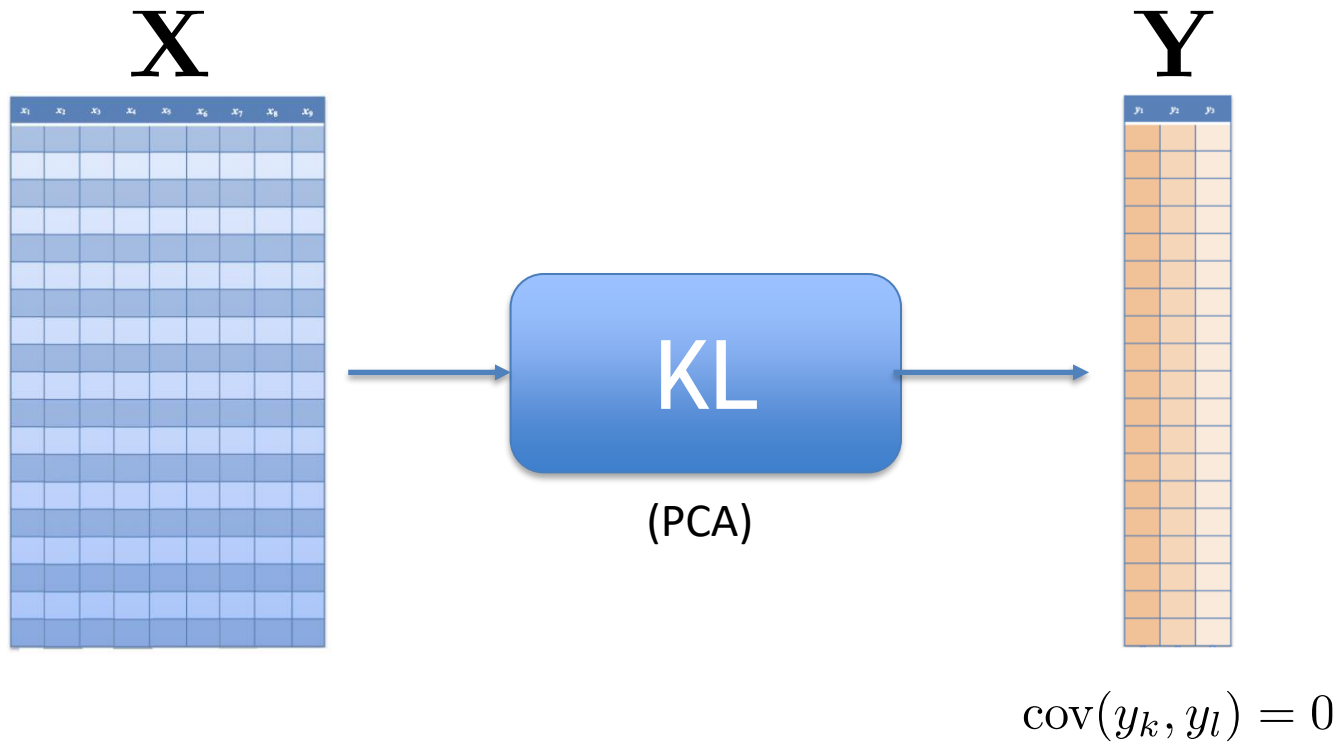 X
Y
x₁ x₂ x₃ x₄ x₅ x₆ x₇ x₈ x₉
y₁ y₂ y₃
KL
(PCA)
cov(yₖ, yₗ) = 0